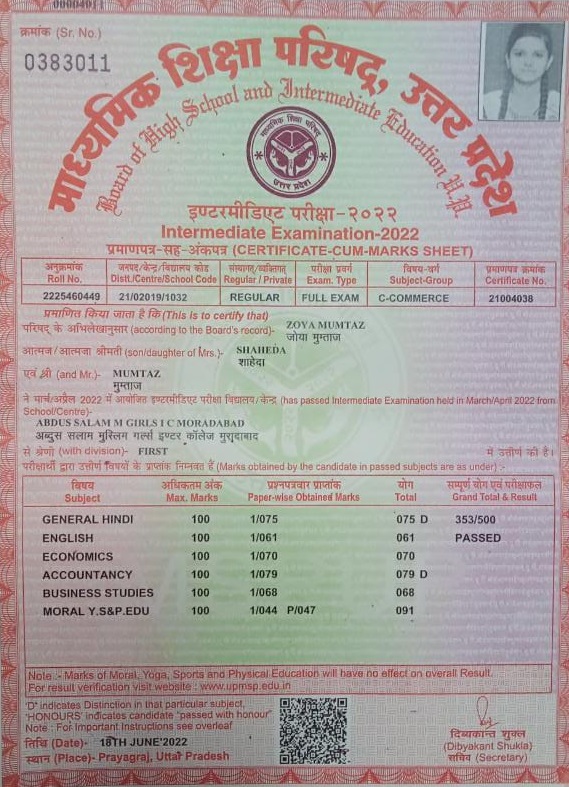 00004011
क्रमांक (Sr. No.)
0383011
माध्यमिक शिक्षा परिषद्, उत्तर प्रदेश
Board of High School and Intermediate Education U.P.
माध्यमिक शिक्षा परिषद्
उत्तर प्रदेश
इण्टरमीडिएट परीक्षा-२०२२
Intermediate Examination-2022
प्रमाणपत्र-सह-अंकपत्र (CERTIFICATE-CUM-MARKS SHEET)
अनुक्रमांक जनपद/केन्द्र/विद्यालय कोड संस्थागत/व्यक्तिगत परीक्षा प्रवर्ग विषय-वर्ग प्रमाणपत्र क्रमांक
Roll No. Distt./Centre/School Code Regular / Private Exam. Type Subject-Group Certificate No.
2225460449 21/02019/1032 REGULAR FULL EXAM C-COMMERCE 21004038
प्रमाणित किया जाता है कि (This is to certify that)
ZOYA MUMTAZ
परिषद् के अभिलेखानुसार (according to the Board's record)- जोया मुम्ताज
आत्मज/आत्मजा श्रीमती (son/daughter of Mrs.)- SHAHEDA
शाहेदा
एवं श्री (and Mr.)- MUMTAZ
मुम्ताज
ने मार्च/अप्रैल 2022 में आयोजित इण्टरमीडिएट परीक्षा विद्यालय/केन्द्र (has passed Intermediate Examination held in March/April 2022 from
School/Centre)-
ABDUS SALAM M GIRLS I C MORADABAD
अब्दुस सलाम मुस्लिम गर्ल्स इण्टर कॉलेज मुरादाबाद
से श्रेणी (with division)- FIRST में उत्तीर्ण की है।
परीक्षार्थी द्वारा उत्तीर्ण विषयों के प्राप्तांक निम्नवत हैं (Marks obtained by the candidate in passed subjects are as under) :-
विषय अधिकतम अंक प्रश्नपत्रवार प्राप्तांक योग सम्पूर्ण योग एवं परीक्षाफल
Subject Max. Marks Paper-wise Obtained Marks Total Grand Total & Result
GENERAL HINDI 100 1/075 075 D 353/500
ENGLISH 100 1/061 061 PASSED
ECONOMICS 100 1/070 070
ACCOUNTANCY 100 1/079 079 D
BUSINESS STUDIES 100 1/068 068
MORAL Y.S&P.EDU 100 1/044 P/047 091
Note :- Marks of Moral, Yoga, Sports and Physical Education will have no effect on overall Result.
For result verification visit website : www.upmsp.edu.in
'D' indicates Distinction in that particular subject,
'HONOURS' indicates candidate "passed with honour"
Note : For Important Instructions see overleaf
तिथि (Date)- 18TH JUNE'2022
स्थान (Place)- Prayagraj, Uttar Pradesh
दिब्यकान्त शुक्ल
(Dibyakant Shukla)
सचिव (Secretary)